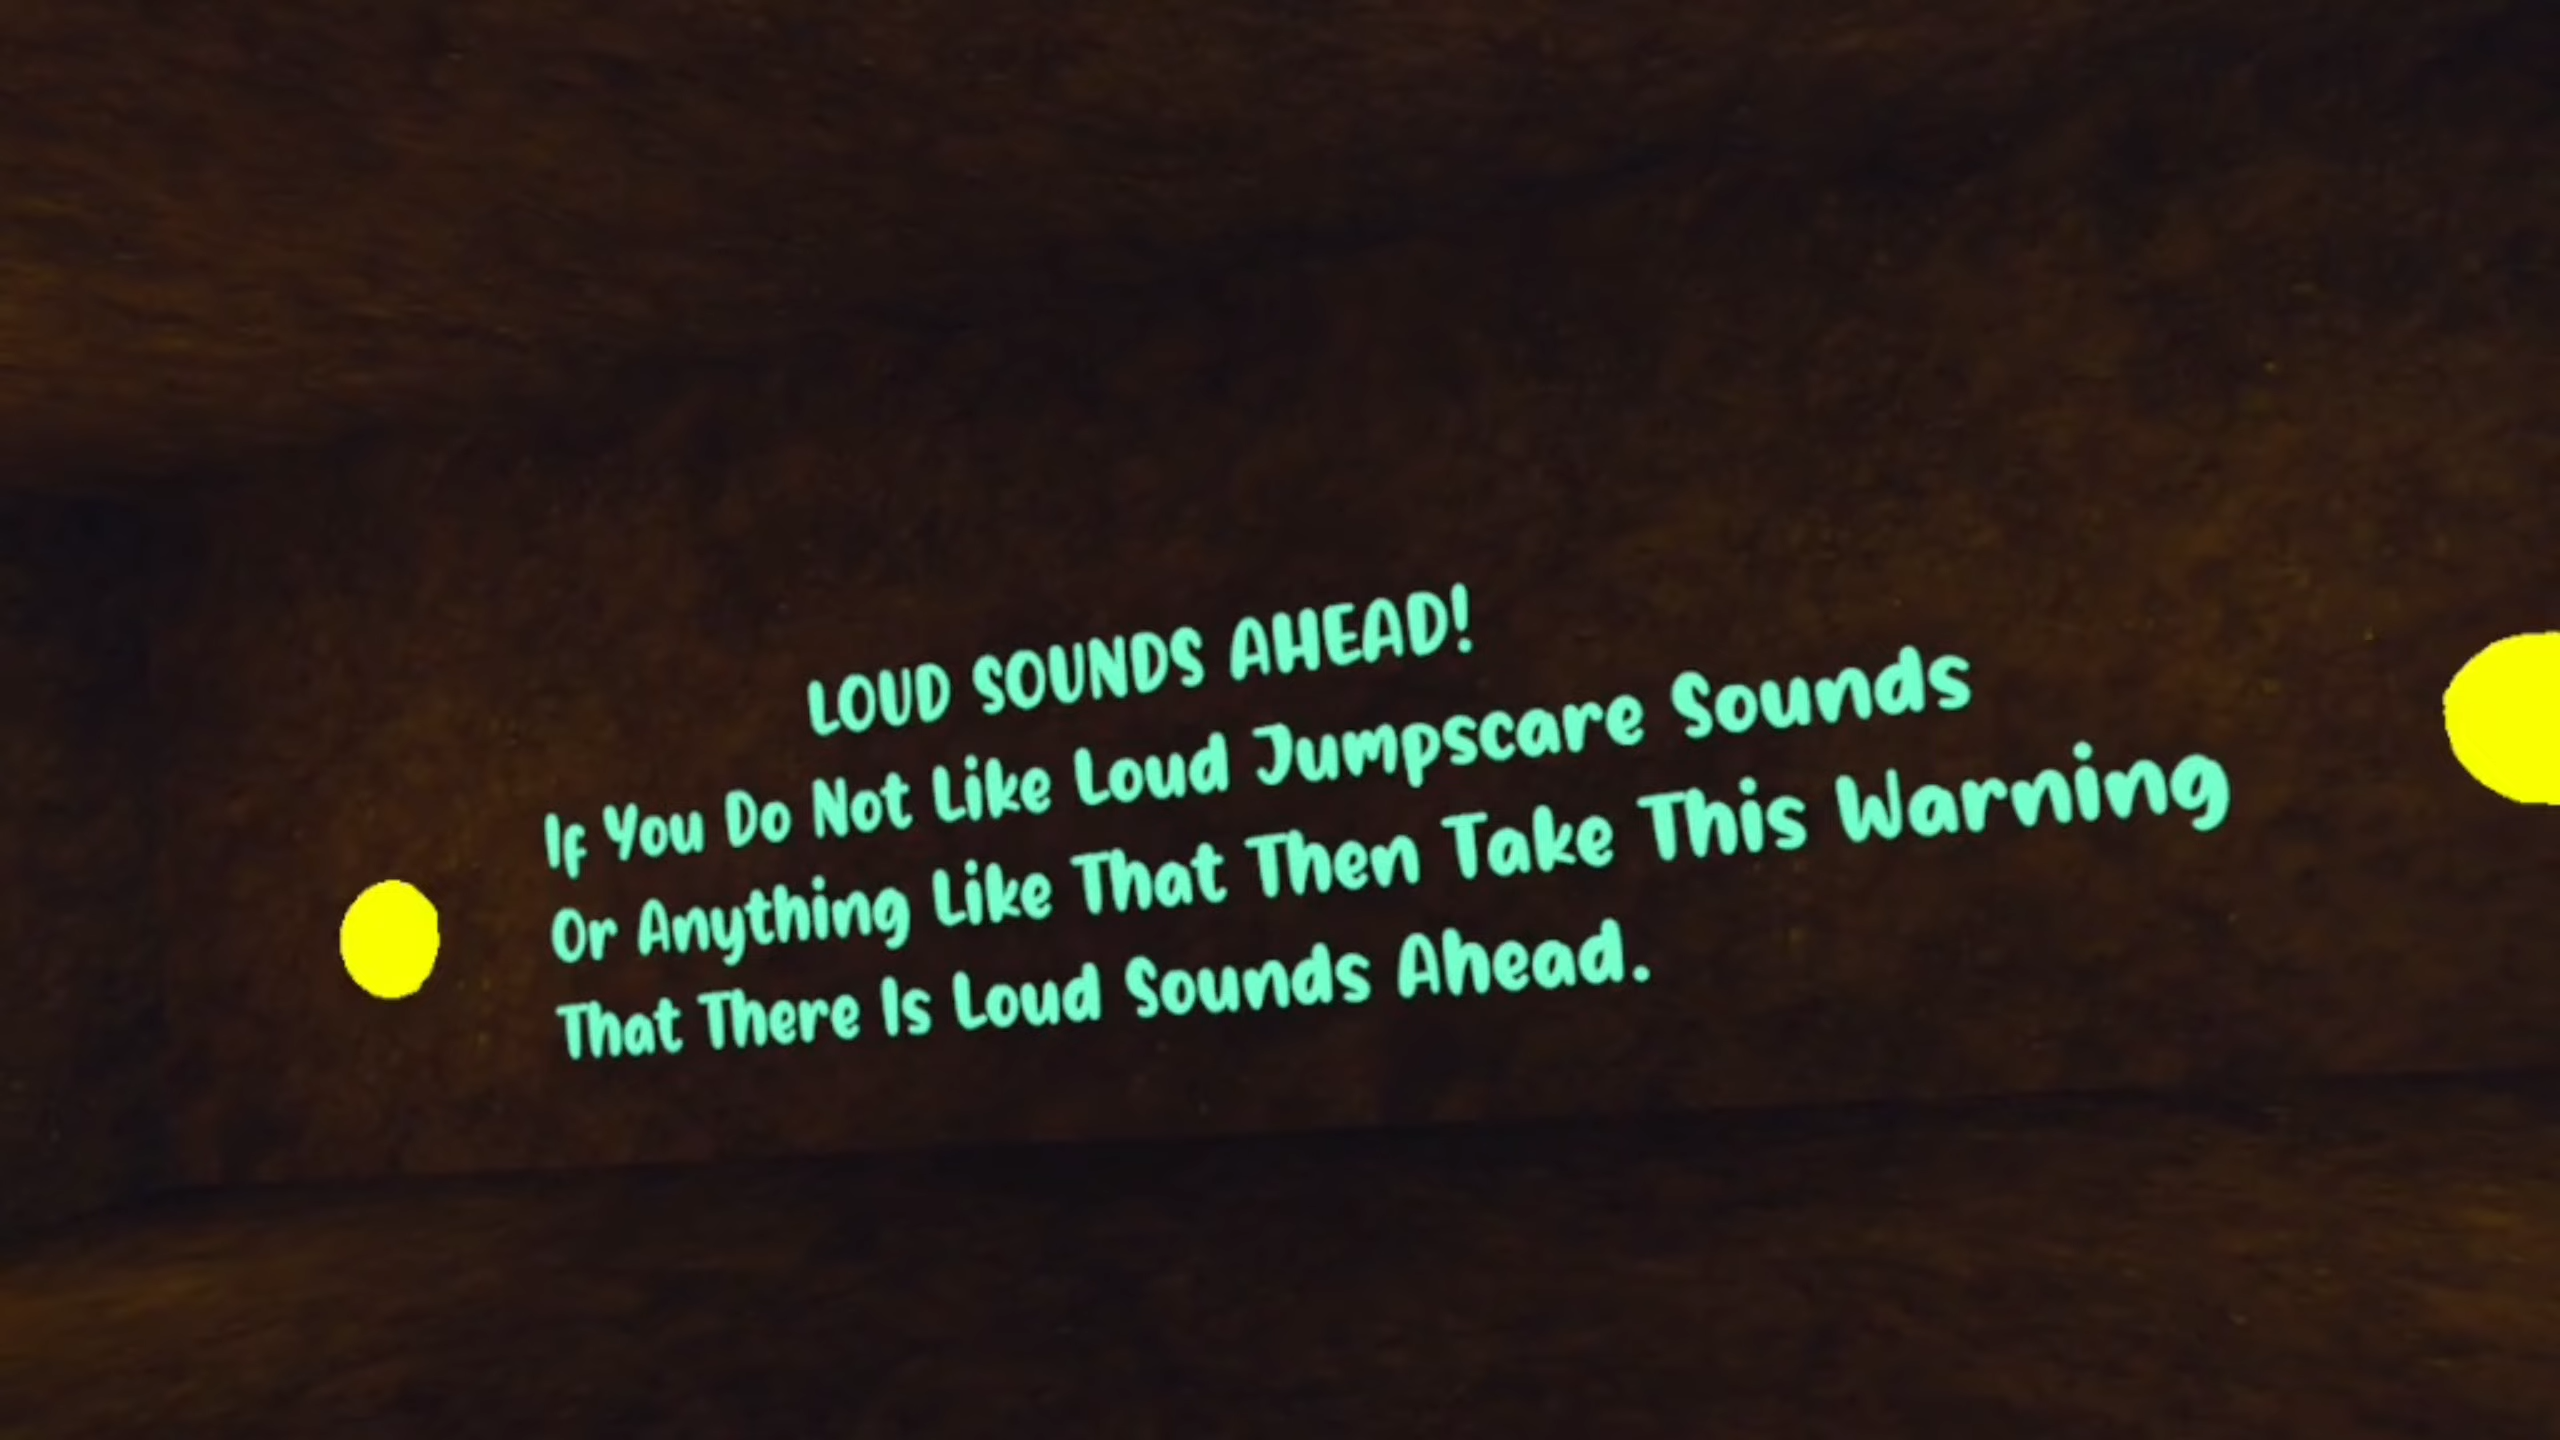 LOUD SOUNDS AHEAD!
If You Do Not Like Loud Jumpscare Sounds
Or Anything Like That Then Take This Warning
That There Is Loud Sounds Ahead.